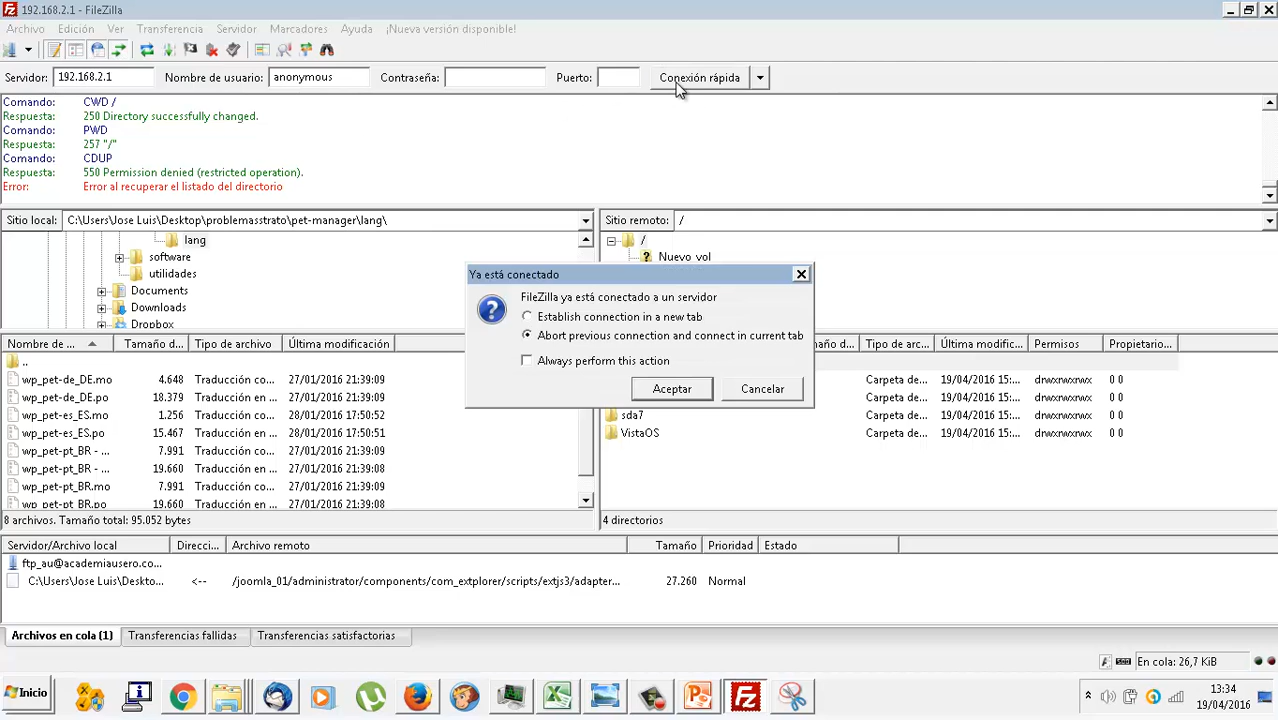 192.168.2.1 - FileZilla
Archivo Edición Ver Transferencia Servidor Marcadores Ayuda ¡Nueva versión disponible!
Servidor: 192.168.2.1 Nombre de usuario: anonymous Contraseña: Puerto: Conexión rápida
Comando: CWD /
Respuesta: 250 Directory successfully changed.
Comando: PWD
Respuesta: 257 "/"
Comando: CDUP
Respuesta: 550 Permission denied (restricted operation).
Error: Error al recuperar el listado del directorio
Sitio local: C:\Users\Jose Luis\Desktop\problemasstrato\pet-manager\lang\ Sitio remoto: /
lang /
software Nuevo vol
utilidades
Documents
Downloads
Dropbox
Ya está conectado
FileZilla ya está conectado a un servidor
Establish connection in a new tab
Abort previous connection and connect in current tab
Always perform this action
Aceptar Cancelar
Nombre de ... Tamaño d... Tipo de archivo Última modificación
..
wp_pet-de_DE.mo 4.648 Traducción co... 27/01/2016 21:39:09
wp_pet-de_DE.po 18.379 Traducción en ... 27/01/2016 21:39:09
wp_pet-es_ES.mo 1.256 Traducción co... 28/01/2016 17:50:52
wp_pet-es_ES.po 15.467 Traducción en ... 28/01/2016 17:50:51
wp_pet-pt_BR - ... 7.991 Traducción co... 27/01/2016 21:39:09
wp_pet-pt_BR - ... 19.660 Traducción en ... 27/01/2016 21:39:08
wp_pet-pt_BR.mo 7.991 Traducción co... 27/01/2016 21:39:09
wp_pet-pt_BR.po 19.660 Traducción en ... 27/01/2016 21:39:08
8 archivos. Tamaño total: 95.052 bytes
Tipo de arc... Última modific... Permisos Propietario...
Carpeta de... 19/04/2016 15:... drwxrwxrwx 0 0
Carpeta de... 19/04/2016 15:... drwxrwxrwx 0 0
sda7 Carpeta de... 19/04/2016 15:... drwxrwxrwx 0 0
VistaOS Carpeta de... 19/04/2016 15:... drwxrwxrwx 0 0
4 directorios
Servidor/Archivo local Direcci... Archivo remoto Tamaño Prioridad Estado
ftp_au@academiausero.co...
C:\Users\Jose Luis\Deskto... <-- /joomla_01/administrator/components/com_extplorer/scripts/extjs3/adapter... 27.260 Normal
Archivos en cola (1) Transferencias fallidas Transferencias satisfactorias
En cola: 26,7 KiB
Inicio
13:34
19/04/2016